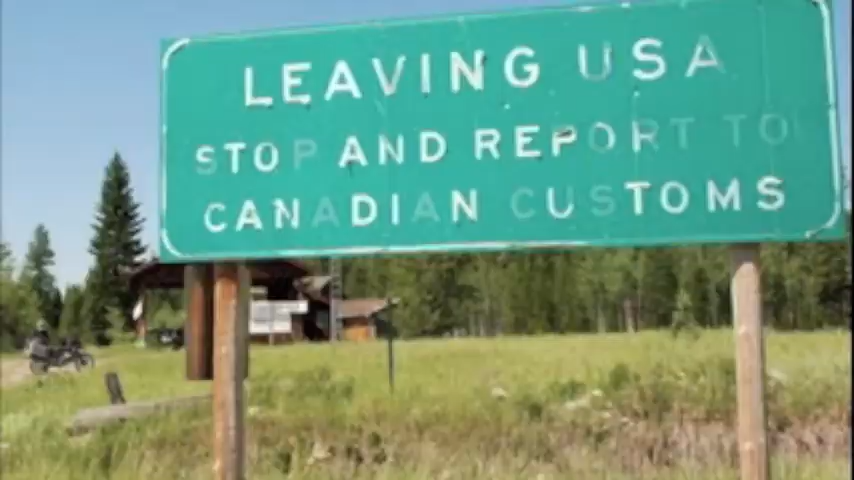 LEAVING USA
STOP AND REPORT TO
CANADIAN CUSTOMS